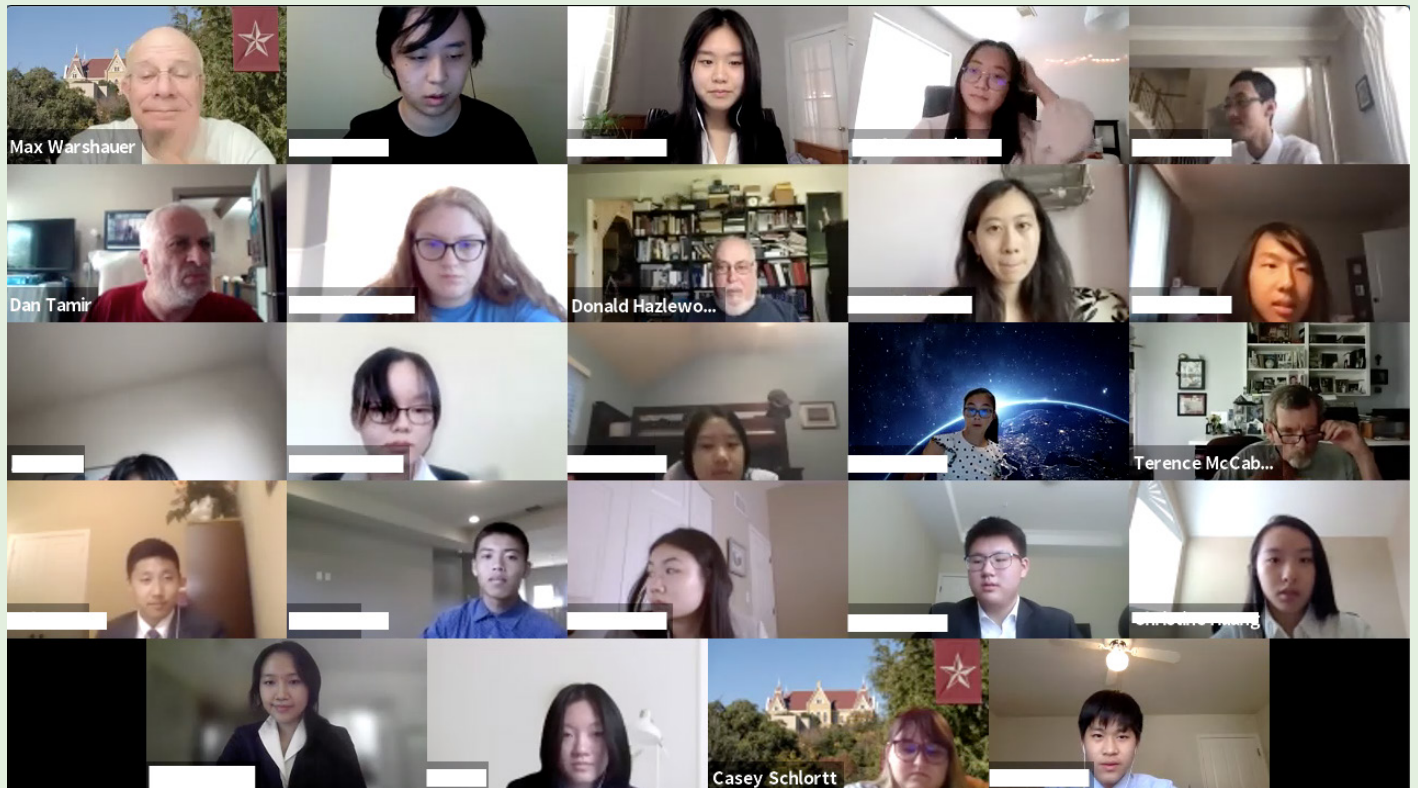 Max Warshauer
Dan Tamir
Donald Hazlewo...
Terence McCab...
Casey Schlortt